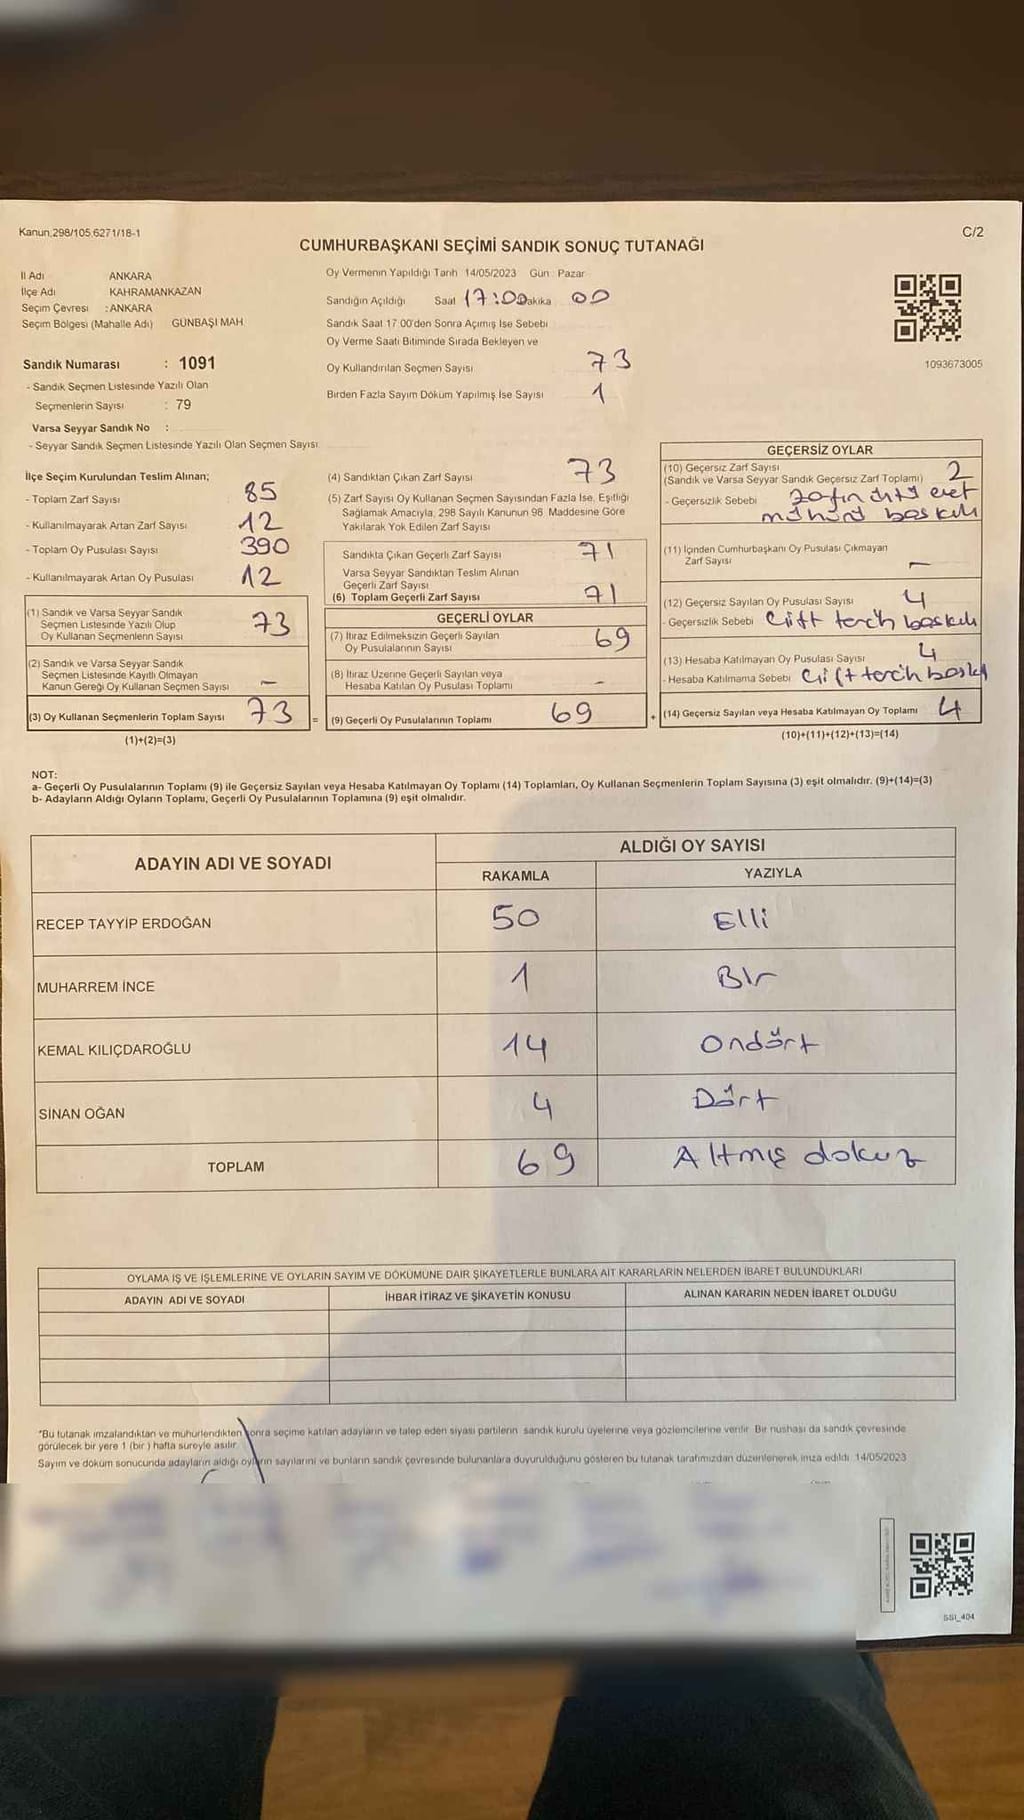 Kanun.298/105,6271/18-1
C/2
CUMHURBAŞKANI SEÇİMİ SANDIK SONUÇ TUTANAĞI
İl Adı ANKARA
İlçe Adı KAHRAMANKAZAN
Seçim Çevresi : ANKARA
Seçim Bölgesi (Mahalle Adı) GÜNBAŞI MAH
Sandık Numarası : 1091
- Sandık Seçmen Listesinde Yazılı Olan
Seçmenlerin Sayısı : 79
Varsa Seyyar Sandık No :
- Seyyar Sandık Seçmen Listesinde Yazılı Olan Seçmen Sayısı
Oy Vermenin Yapıldığı Tarih 14/05/2023 Gün : Pazar
Sandığın Açıldığı Saat 17:00 Dakika 00
Sandık Saat 17.00'den Sonra Açımış İse Sebebi
Oy Verme Saati Bitiminde Sırada Bekleyen ve
Oy Kullandırılan Seçmen Sayısı 73
Birden Fazla Sayım Döküm Yapılmış İse Sayısı 1
1093673005
İlçe Seçim Kurulundan Teslim Alınan;
- Toplam Zarf Sayısı 85
- Kullanılmayarak Artan Zarf Sayısı 12
- Toplam Oy Pusulası Sayısı 390
- Kullanılmayarak Artan Oy Pusulası 12
(1) Sandık ve Varsa Seyyar Sandık
Seçmen Listesinde Yazılı Olup
Oy Kullanan Seçmenlerin Sayısı 73
(2) Sandık ve Varsa Seyyar Sandık
Seçmen Listesinde Kayıtlı Olmayan
Kanun Gereği Oy Kullanan Seçmen Sayısı -
(3) Oy Kullanan Seçmenlerin Toplam Sayısı 73
(1)+(2)=(3)
(4) Sandıktan Çıkan Zarf Sayısı 73
(5) Zarf Sayısı Oy Kullanan Seçmen Sayısından Fazla İse, Eşitliği
Sağlamak Amacıyla, 298 Sayılı Kanunun 98. Maddesine Göre
Yakılarak Yok Edilen Zarf Sayısı
Sandıkta Çıkan Geçerli Zarf Sayısı 71
Varsa Seyyar Sandıktan Teslim Alınan
Geçerli Zarf Sayısı
(6) Toplam Geçerli Zarf Sayısı 71
GEÇERLİ OYLAR
(7) İtiraz Edilmeksizin Geçerli Sayılan
Oy Pusulalarının Sayısı 69
(8) İtiraz Üzerine Geçerli Sayılan veya
Hesaba Katılan Oy Pusulası Toplamı -
= (9) Geçerli Oy Pusulalarının Toplamı 69
GEÇERSİZ OYLAR
(10) Geçersiz Zarf Sayısı
(Sandık ve Varsa Seyyar Sandık Geçersiz Zarf Toplamı) 2
- Geçersizlik Sebebi zarfın üstü evet
mührü baskılı
(11) İçinden Cumhurbaşkanı Oy Pusulası Çıkmayan
Zarf Sayısı -
(12) Geçersiz Sayılan Oy Pusulası Sayısı 4
- Geçersizlik Sebebi Çift terch baskılı
(13) Hesaba Katılmayan Oy Pusulası Sayısı 4
- Hesaba Katılmama Sebebi Çift terch baskı
+ (14) Geçersiz Sayılan veya Hesaba Katılmayan Oy Toplamı 4
(10)+(11)+(12)+(13)=(14)
NOT:
a- Geçerli Oy Pusulalarının Toplamı (9) ile Geçersiz Sayılan veya Hesaba Katılmayan Oy Toplamı (14) Toplamları, Oy Kullanan Seçmenlerin Toplam Sayısına (3) eşit olmalıdır. (9)+(14)=(3)
b- Adayların Aldığı Oyların Toplamı, Geçerli Oy Pusulalarının Toplamına (9) eşit olmalıdır.
ADAYIN ADI VE SOYADI
ALDIĞI OY SAYISI
RAKAMLA YAZIYLA
RECEP TAYYİP ERDOĞAN 50 Elli
MUHARREM İNCE 1 Bir
KEMAL KILIÇDAROĞLU 14 Ondört
SİNAN OĞAN 4 Dört
TOPLAM 69 Altmış dokuz
OYLAMA İŞ VE İŞLEMLERİNE VE OYLARIN SAYIM VE DÖKÜMÜNE DAİR ŞİKAYETLERLE BUNLARA AİT KARARLARIN NELERDEN İBARET BULUNDUKLARI
ADAYIN ADI VE SOYADI İHBAR İTİRAZ VE ŞİKAYETİN KONUSU ALINAN KARARIN NEDEN İBARET OLDUĞU
*Bu tutanak imzalandıktan ve mühürlendikten sonra seçime katılan adayların ve talep eden siyasi partilerin sandık kurulu üyelerine veya gözlemcilerine verilir. Bir nüshası da sandık çevresinde
görülecek bir yere 1 (bir) hafta süreyle asılır.
Sayım ve döküm sonucunda adayların aldığı oyların sayılarını ve bunların sandık çevresinde bulunanlara duyurulduğunu gösteren bu tutanak tarafımızdan düzenlenerek imza edildi. 14/05/2023
SSI_404